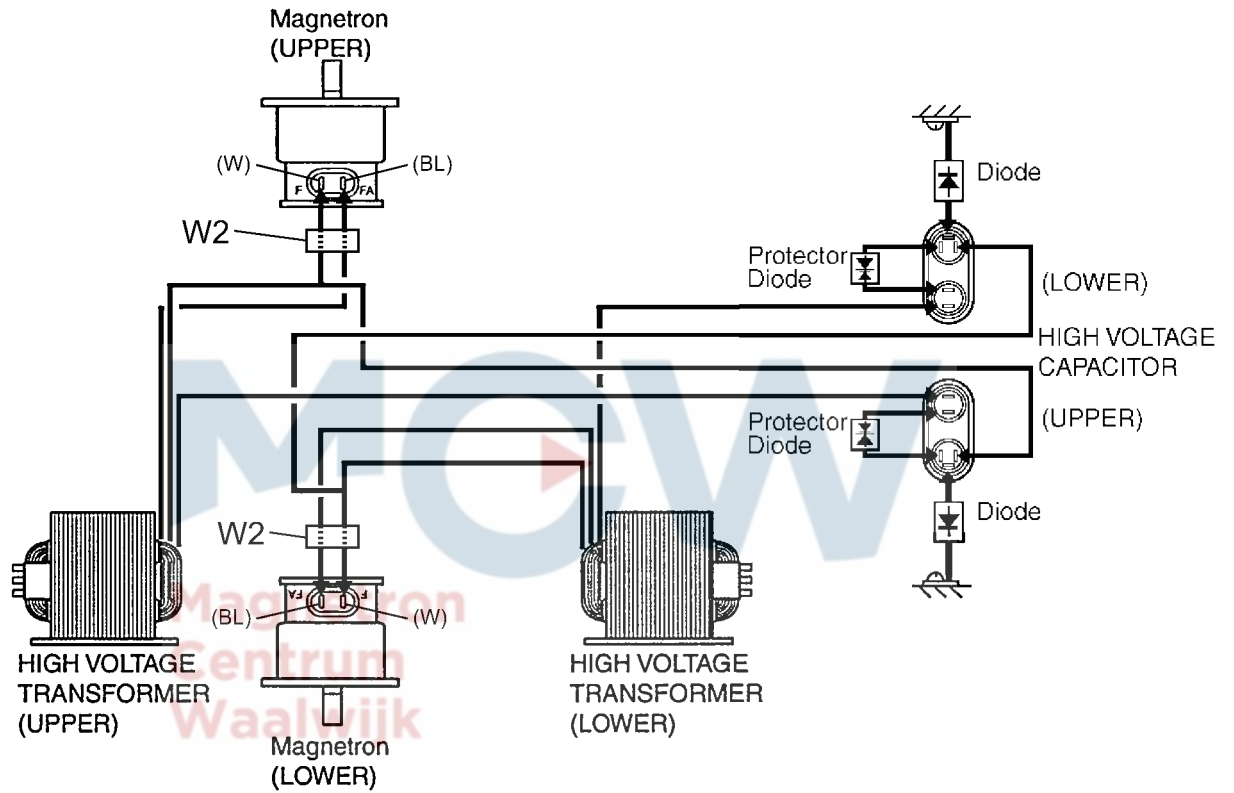 Magnetron
(UPPER)
(W)
(BL)
F
FA
W2
Diode
Protector
Diode
(LOWER)
HIGH VOLTAGE
CAPACITOR
(UPPER)
Protector
Diode
MCW
W2
Diode
FA
F
(BL)
(W)
Magnetron
Centrum
Waalwijk
HIGH VOLTAGE
TRANSFORMER
(UPPER)
HIGH VOLTAGE
TRANSFORMER
(LOWER)
Magnetron
(LOWER)